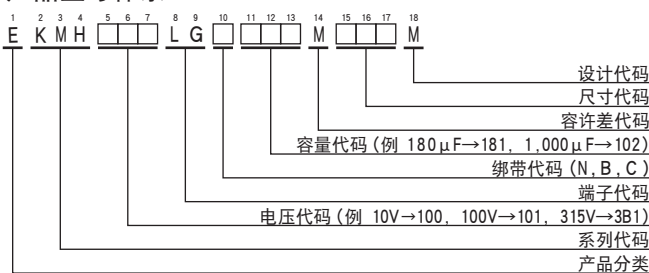 1 2 3 4 5 6 7 8 9 10 11 12 13 14 15 16 17 18
E K M H □□□ L G □ □□□ M □□□ M
设计代码
尺寸代码
容许差代码
容量代码 (例 180μF→181, 1,000μF→102)
绑带代码 (N, B, C)
端子代码
电压代码 (例 10V→100, 100V→101, 315V→3B1)
系列代码
产品分类